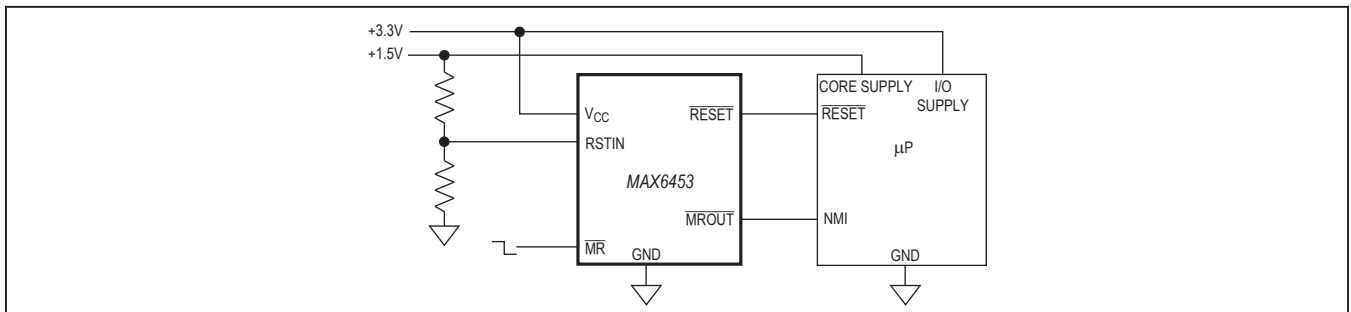 +3.3V
+1.5V
CORE SUPPLY
I/O
SUPPLY
VCC
RESET
RESET
RSTIN
μP
MAX6453
MROUT
NMI
MR
GND
GND